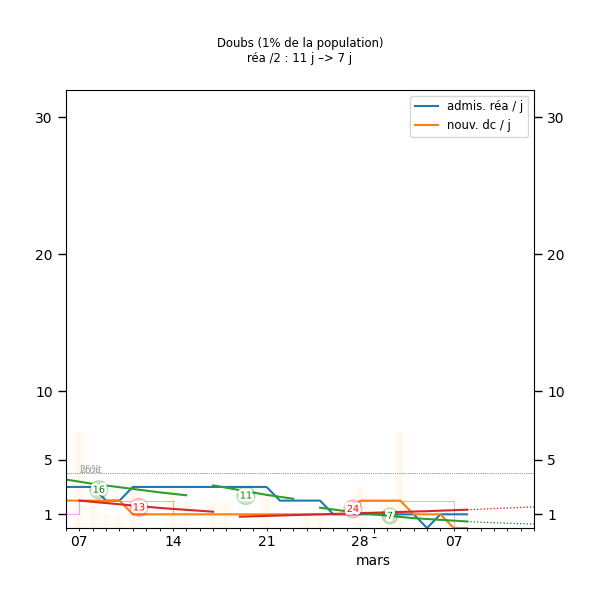 Doubs (1% de la population)
réa /2 : 11 j –> 7 j
admis. réa / j
nouv. dc / j
30 30
20 20
10 10
5 5
16
11
13
24
7
1 1
07 14 21 28 07
mars